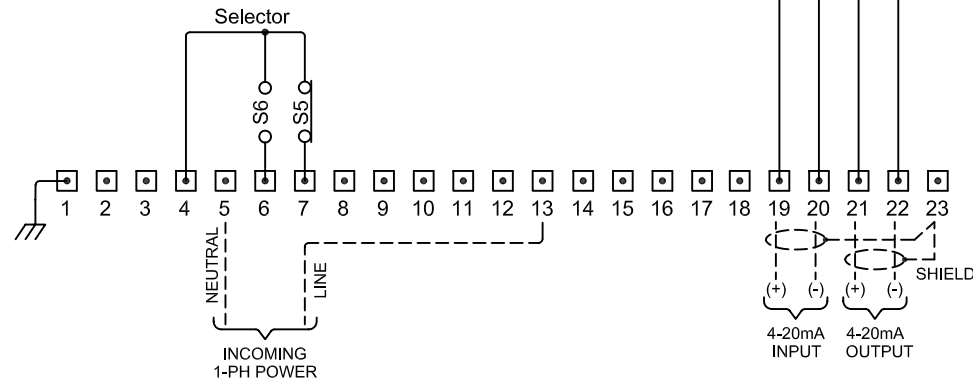 Selector
S6
S5
1 2 3 4 5 6 7 8 9 10 11 12 13 14 15 16 17 18 19 20 21 22 23
NEUTRAL
LINE
SHIELD
(+) (-) (+) (-)
INCOMING
1-PH POWER
4-20mA
INPUT
4-20mA
OUTPUT